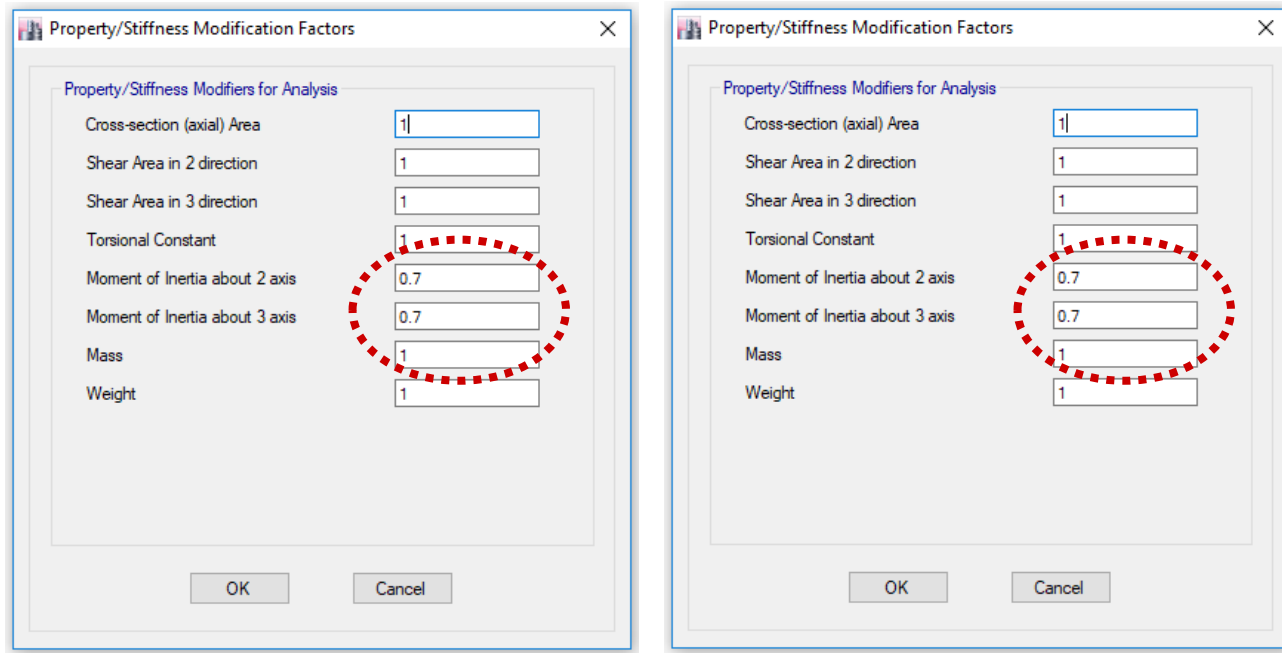 Property/Stiffness Modification Factors
Property/Stiffness Modifiers for Analysis
Cross-section (axial) Area 1
Shear Area in 2 direction 1
Shear Area in 3 direction 1
Torsional Constant 1
Moment of Inertia about 2 axis 0.7
Moment of Inertia about 3 axis 0.7
Mass 1
Weight 1
OK Cancel
Property/Stiffness Modification Factors
Property/Stiffness Modifiers for Analysis
Cross-section (axial) Area 1
Shear Area in 2 direction 1
Shear Area in 3 direction 1
Torsional Constant 1
Moment of Inertia about 2 axis 0.7
Moment of Inertia about 3 axis 0.7
Mass 1
Weight 1
OK Cancel